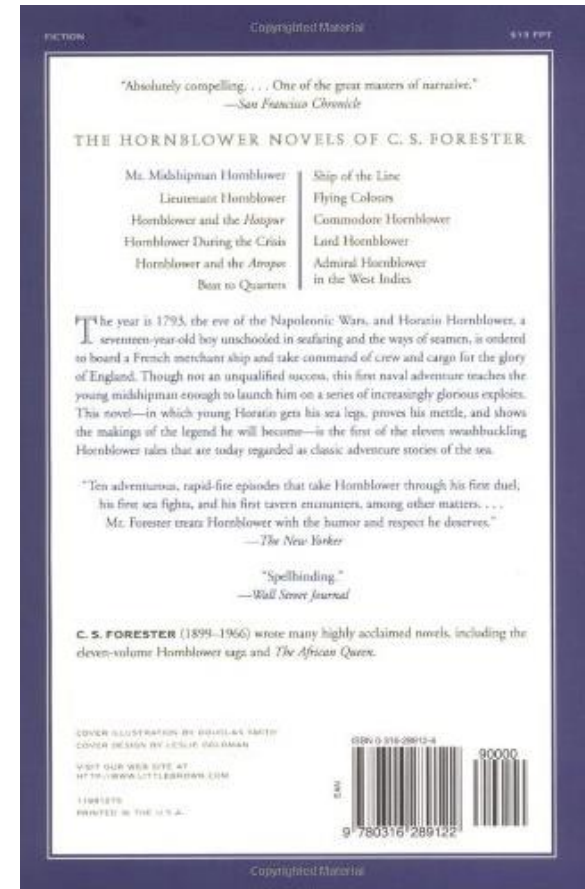 Copyrighted Material
FICTION
"Absolutely compelling. . . . One of the great masters of narrative."
—San Francisco Chronicle
THE HORNBLOWER NOVELS OF C. S. FORESTER
Mr. Midshipman Hornblower
Lieutenant Hornblower
Hornblower and the Hotspur
Hornblower During the Crisis
Hornblower and the Atropos
Beat to Quarters
Ship of the Line
Flying Colours
Commodore Hornblower
Lord Hornblower
Admiral Hornblower
in the West Indies
The year is 1793, the eve of the Napoleonic Wars, and Horatio Hornblower, a
seventeen-year-old boy unschooled in seafaring and the ways of seamen, is ordered
to board a French merchant ship and take command of crew and cargo for the glory
of England. Though not an unqualified success, this first naval adventure teaches the
young midshipman enough to launch him on a series of increasingly glorious exploits.
This novel—in which young Horatio gets his sea legs, proves his mettle, and shows
the makings of the legend he will become—is the first of the eleven swashbuckling
Hornblower tales that are today regarded as classic adventure stories of the sea.
"Ten adventurous, rapid-fire episodes that take Hornblower through his first duel,
his first sea fights, and his first tavern encounters, among other matters. . . .
Mr. Forester treats Hornblower with the humor and respect he deserves."
—The New Yorker
"Spellbinding."
—Wall Street Journal
C. S. FORESTER (1899–1966) wrote many highly acclaimed novels, including the
eleven-volume Hornblower saga and The African Queen.
COVER ILLUSTRATION BY DOUGLAS SMITH
COVER DESIGN BY LESLIE GOLDMAN
VISIT OUR WEB SITE AT
HTTP://WWW.LITTLEBROWN.COM
PRINTED IN THE U.S.A.
ISBN 0-316-28912-4
90000
EAN
9 780316 289122
Copyrighted Material